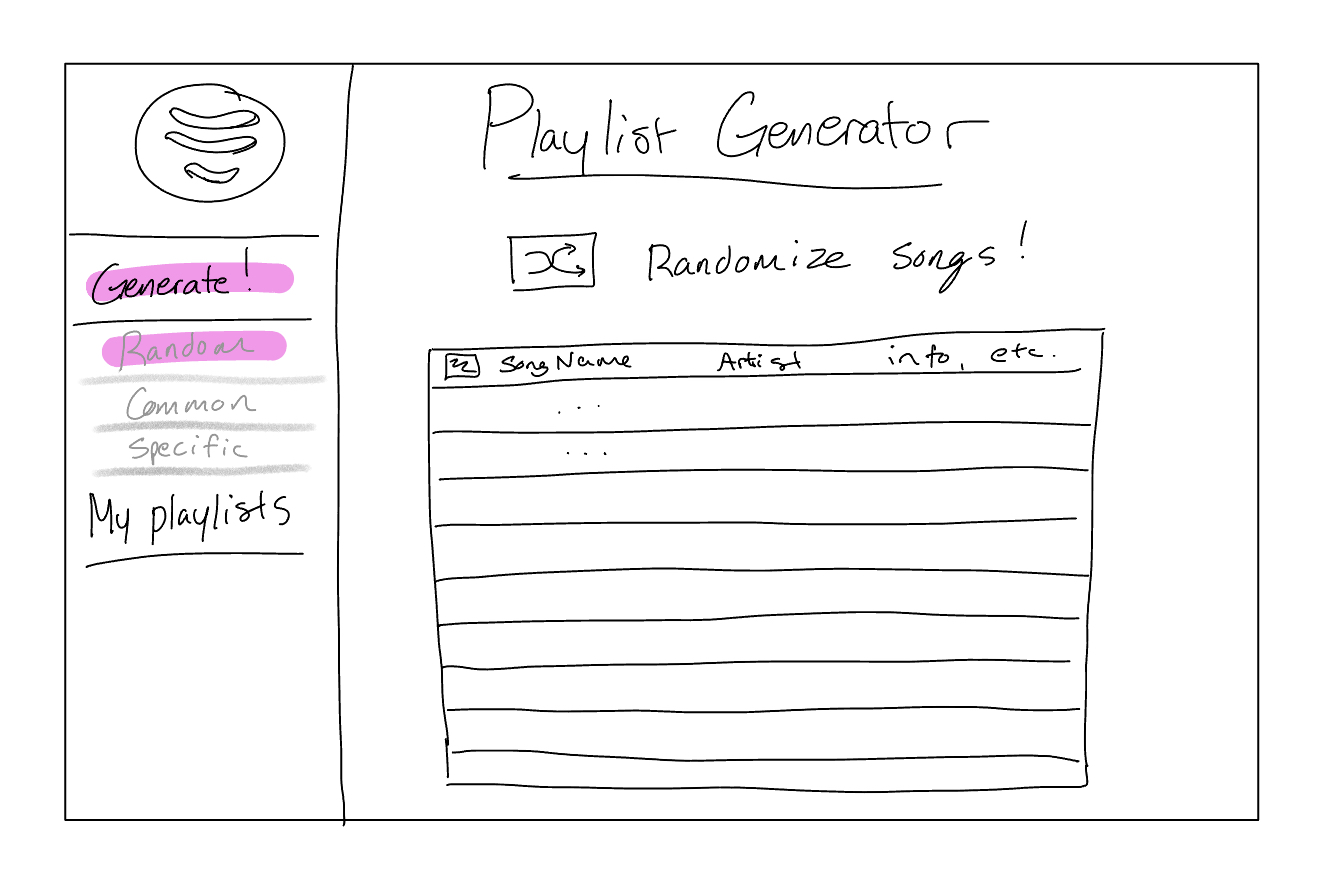 Playlist Generator
Generate!
Random
Common
Specific
My playlists
Randomize songs!
Song Name Artist info, etc.
...
...